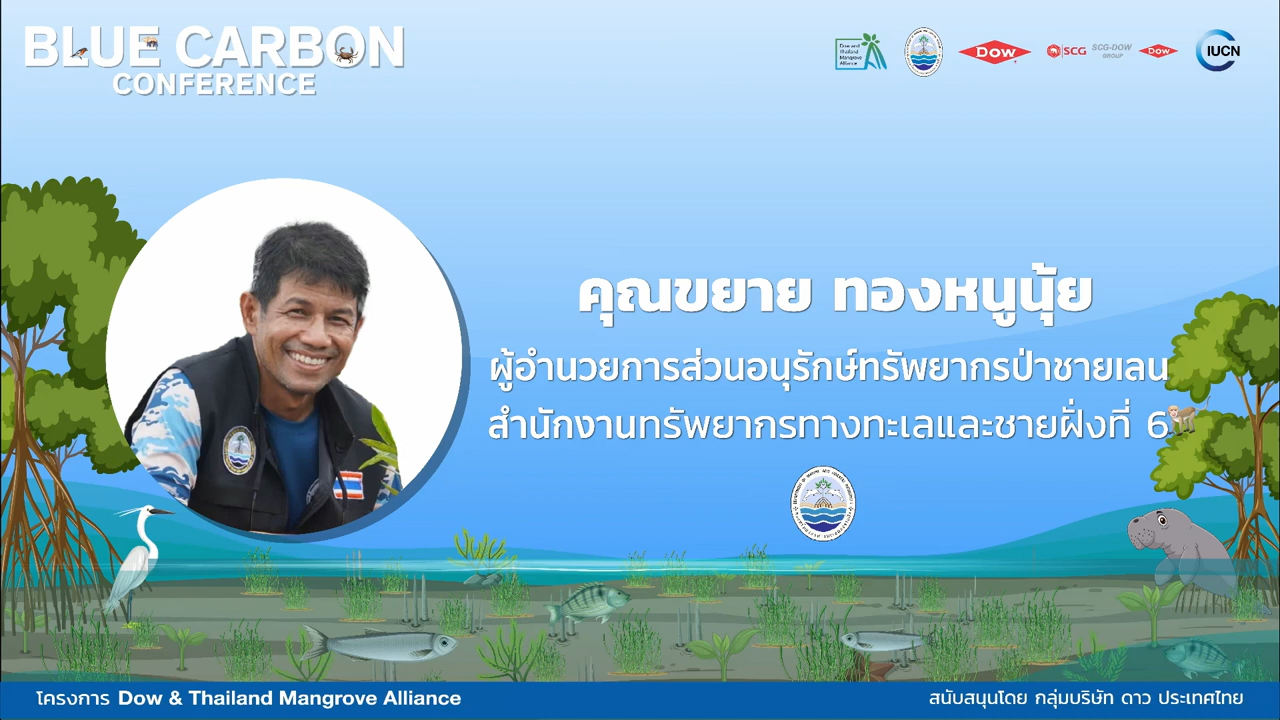 BLUE CARBON
CONFERENCE
Dow and
Thailand
Mangrove
Alliance
Dow
SCG
SCG-DOW
GROUP
Dow
IUCN
คุณขยาย ทองหนูนุ้ย
ผู้อำนวยการส่วนอนุรักษ์ทรัพยากรป่าชายเลน
สำนักงานทรัพยากรทางทะเลและชายฝั่งที่ 6
โครงการ Dow & Thailand Mangrove Alliance
สนับสนุนโดย กลุ่มบริษัท ดาว ประเทศไทย